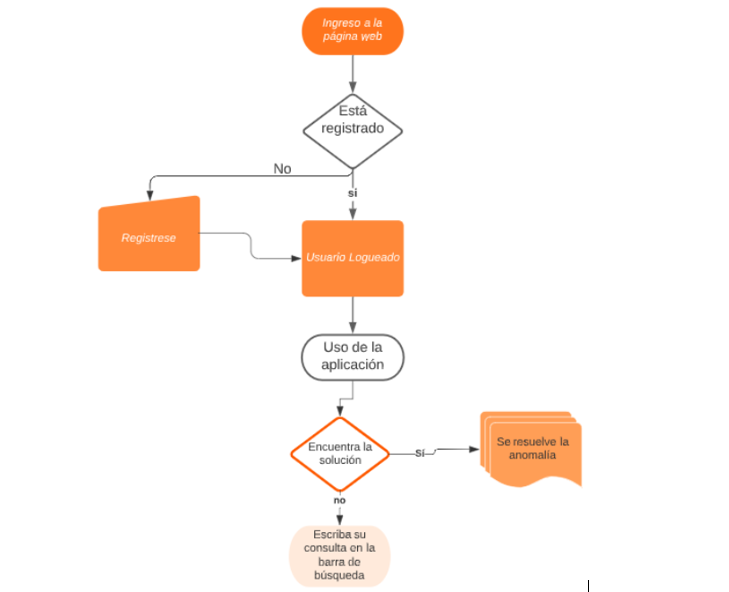 Ingreso a la
página web
Está
registrado
No
si
Registrese
Usuario Logueado
Uso de la
aplicación
Encuentra la
solución
Sí
Se resuelve la
anomalía
no
Escriba su
consulta en la
barra de
búsqueda